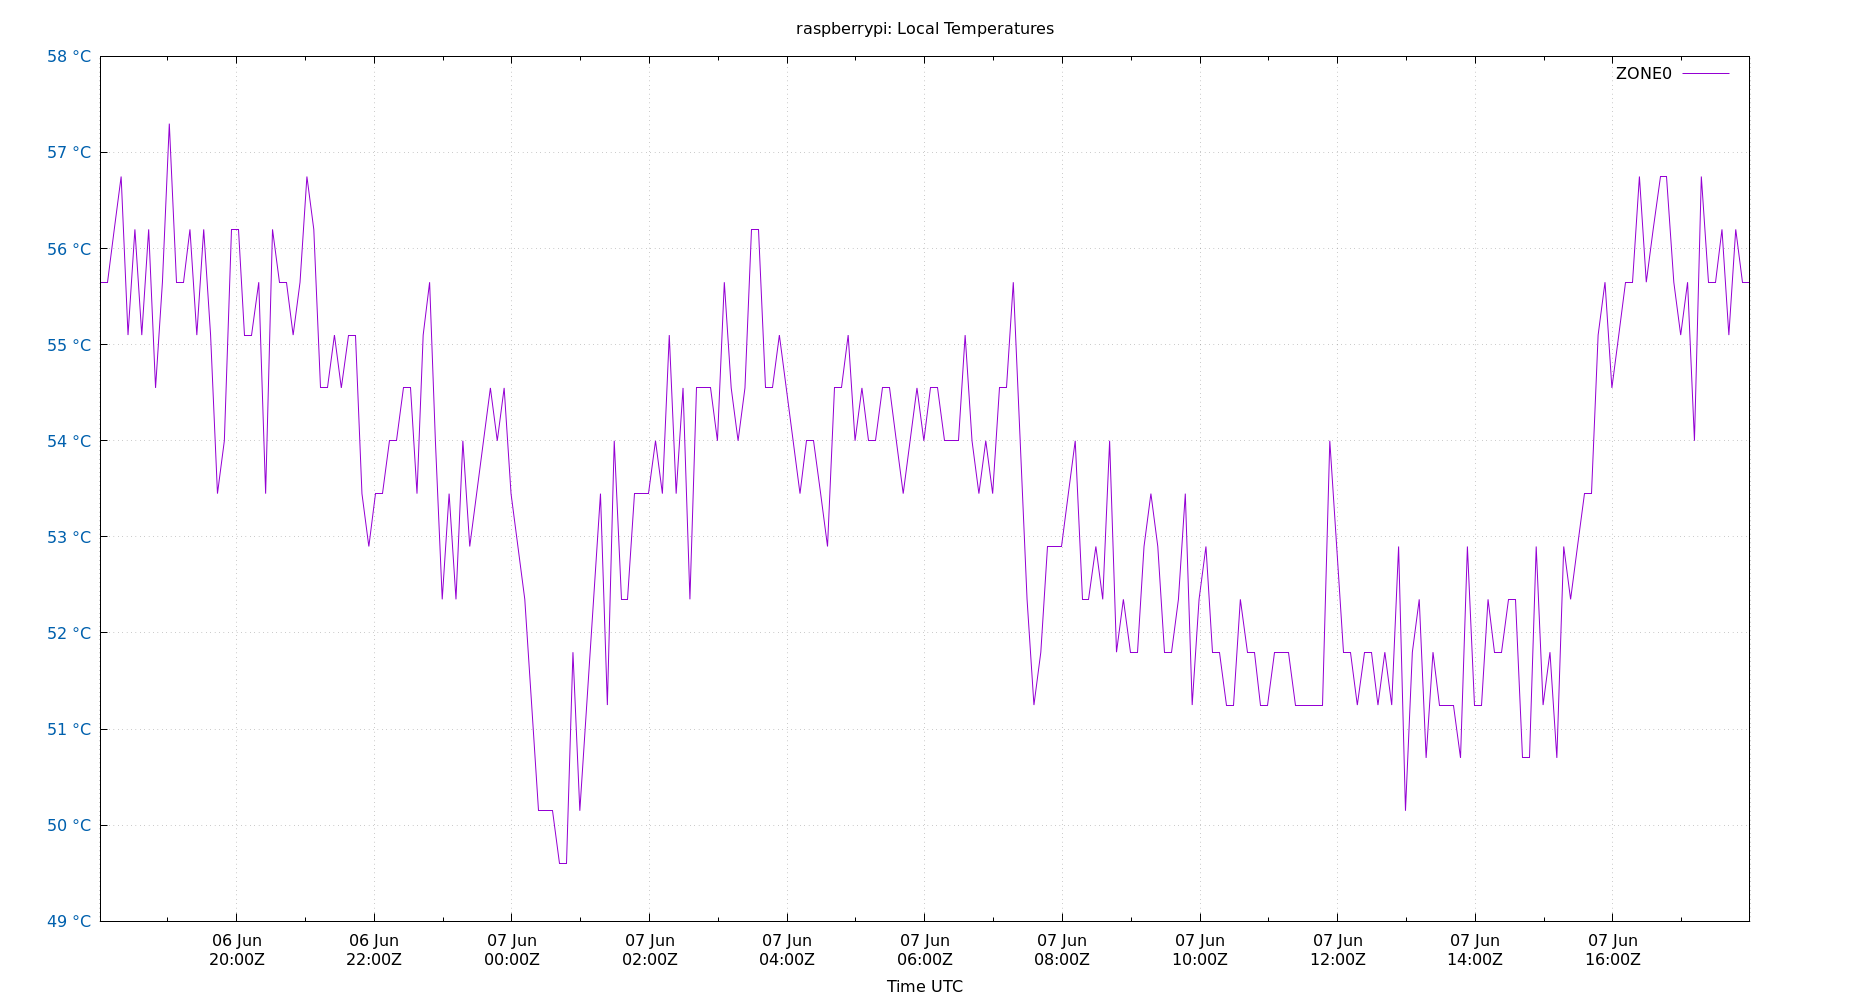 raspberrypi: Local Temperatures
58 °C
57 °C
56 °C
55 °C
54 °C
53 °C
52 °C
51 °C
50 °C
49 °C
ZONE0
06 Jun
20:00Z
06 Jun
22:00Z
07 Jun
00:00Z
07 Jun
02:00Z
07 Jun
04:00Z
07 Jun
06:00Z
07 Jun
08:00Z
07 Jun
10:00Z
07 Jun
12:00Z
07 Jun
14:00Z
07 Jun
16:00Z
Time UTC